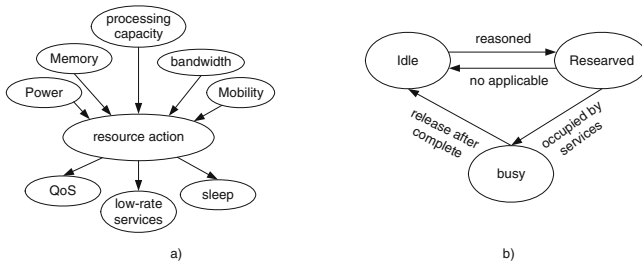 processing
capacity
Memory
bandwidth
Power
Mobility
resource action
QoS
low-rate
services
sleep
a)
Idle
reasoned
Researved
no applicable
release after
complete
occupied by
services
busy
b)